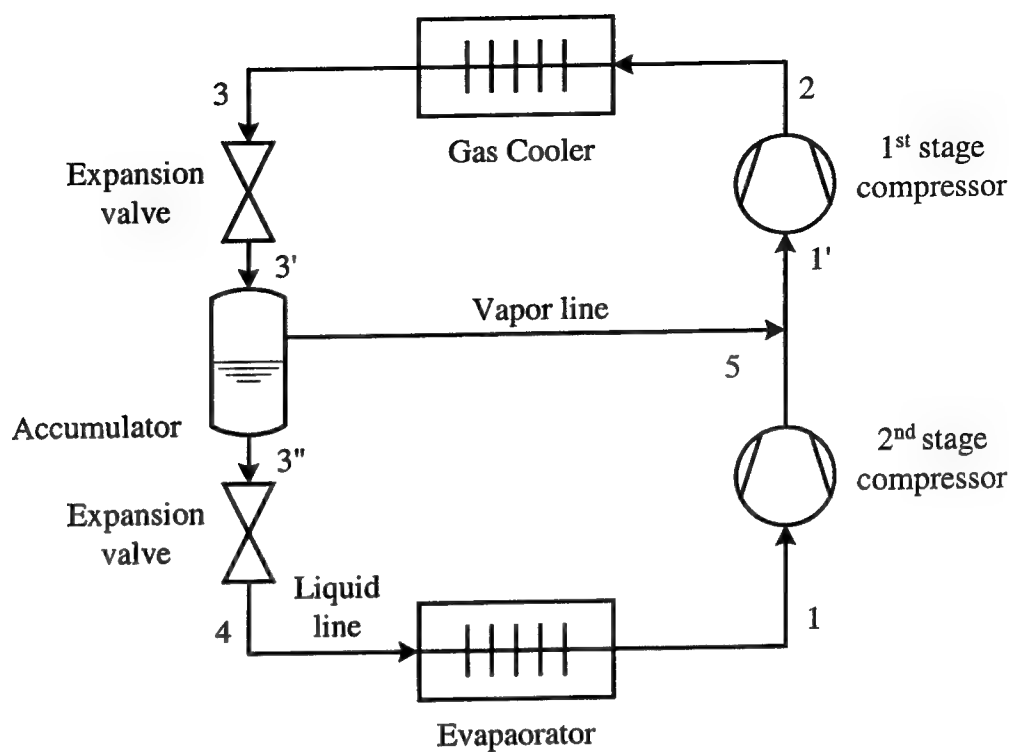 3
2
Gas Cooler
1st stage
compressor
Expansion
valve
3'
1'
Vapor line
5
Accumulator
3"
2nd stage
compressor
Expansion
valve
Liquid
line
4
1
Evapaorator